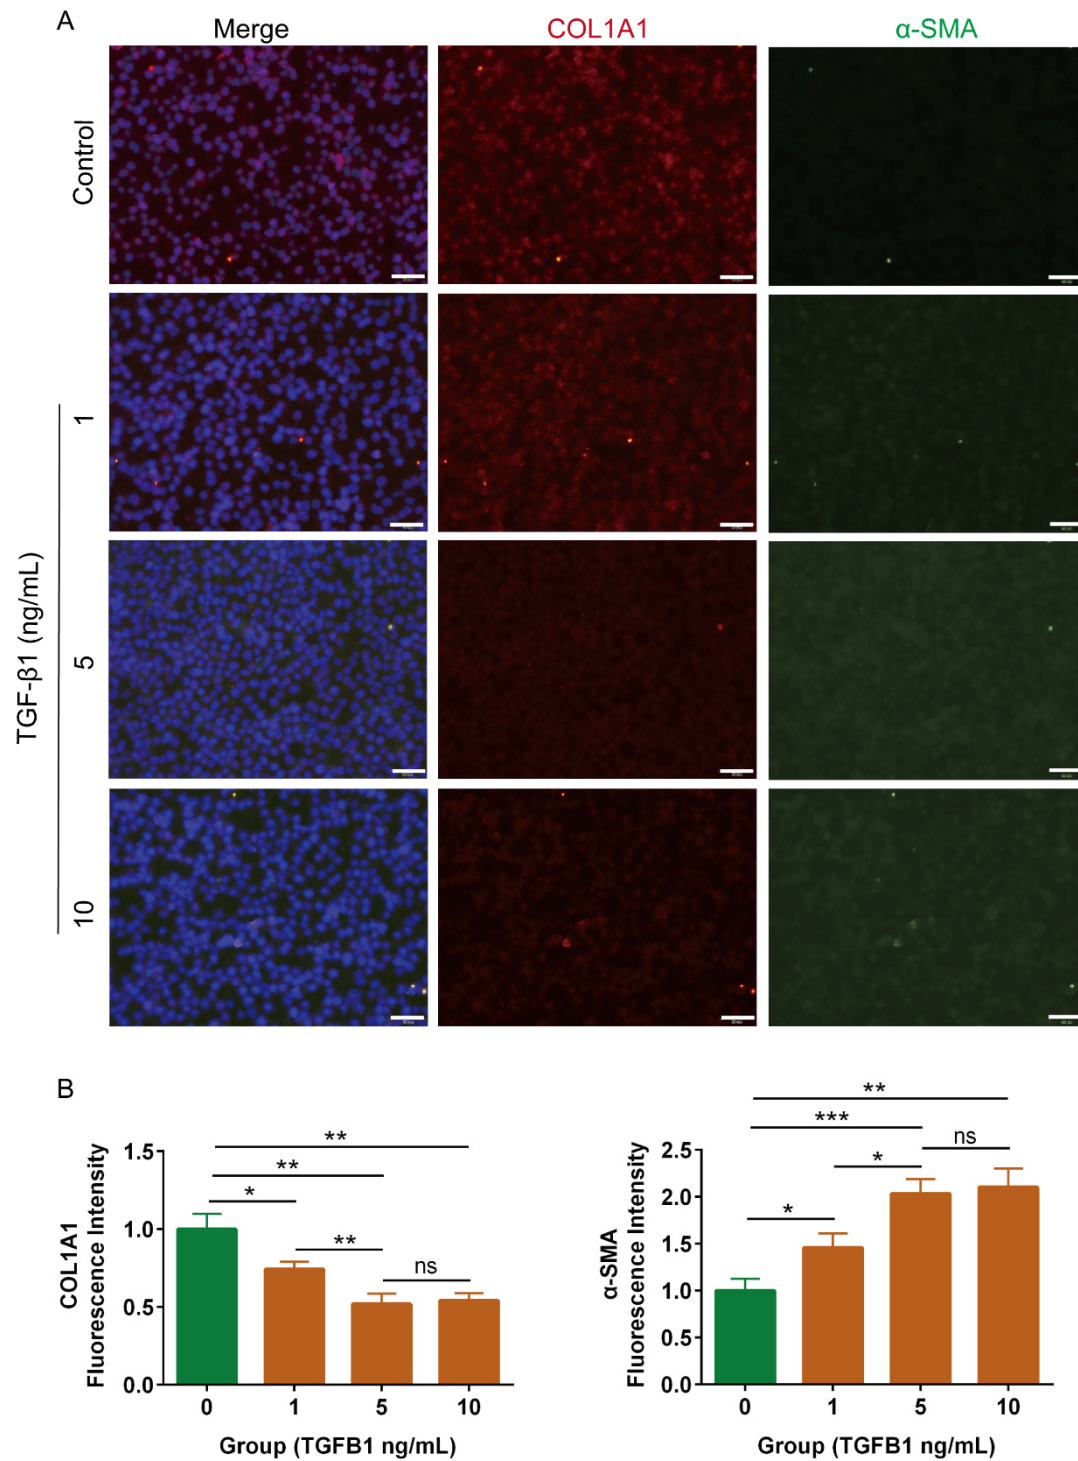 A
Merge
COL1A1
α-SMA
Control
TGF-β1 (ng/mL)
1
5
10
B
COL1A1
Fluorescence Intensity
1.5
1.0
0.5
0.0
**
**
*
**
ns
0 1 5 10
Group (TGFB1 ng/mL)
α-SMA
Fluorescence Intensity
2.5
2.0
1.5
1.0
0.5
0.0
**
***
ns
*
*
0 1 5 10
Group (TGFB1 ng/mL)